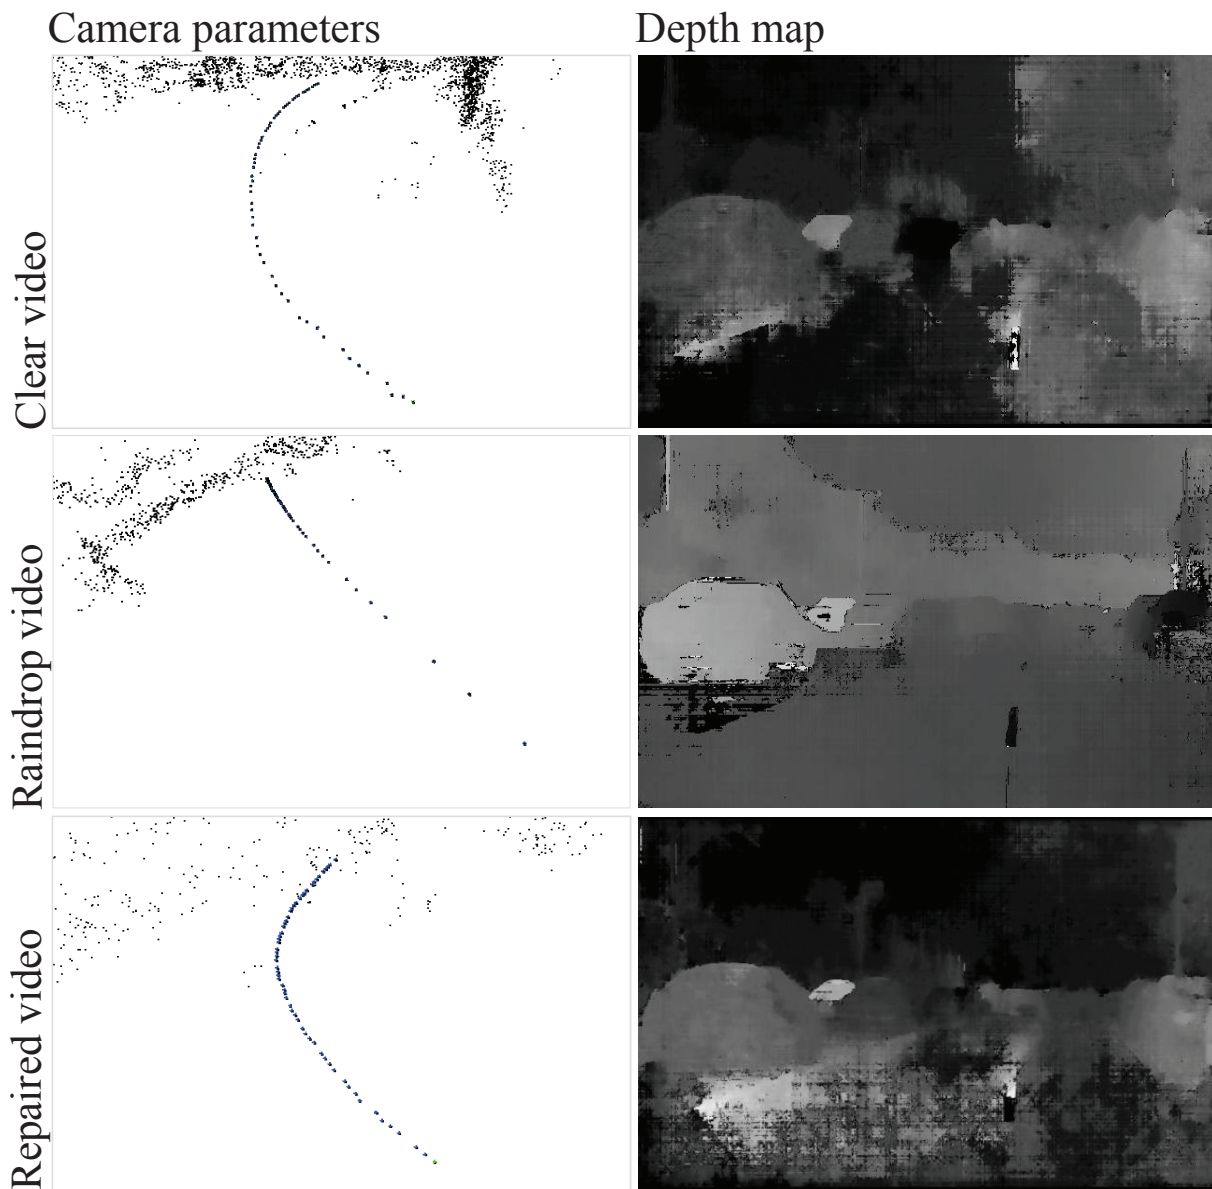 Camera parameters
Depth map
Clear video
Raindrop video
Repaired video